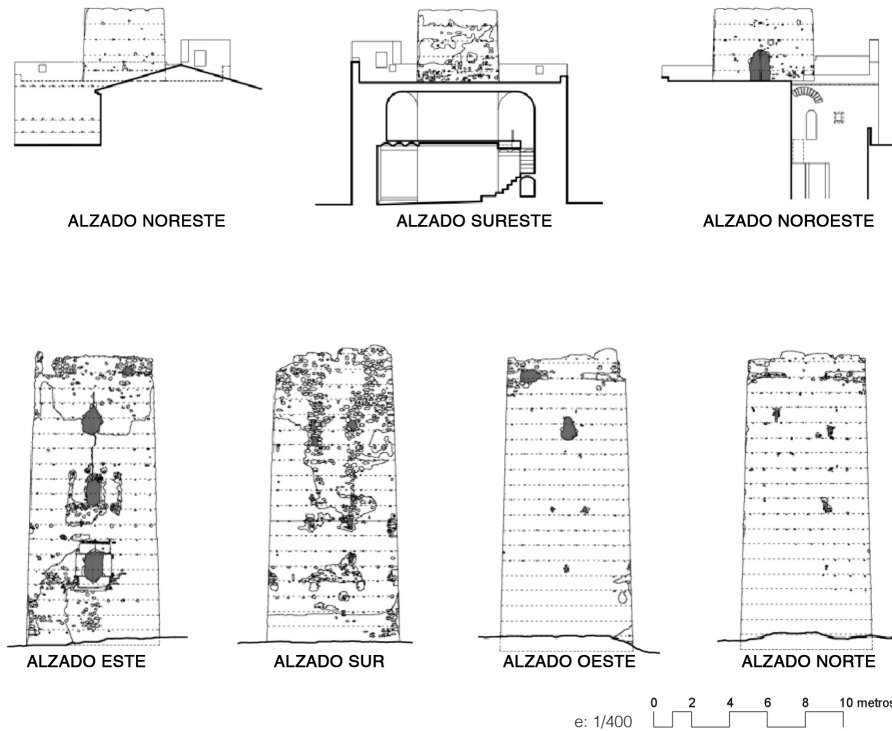 ALZADO NORESTE
ALZADO SURESTE
ALZADO NOROESTE
ALZADO ESTE
ALZADO SUR
ALZADO OESTE
ALZADO NORTE
e: 1/400
0 2 4 6 8 10 metros